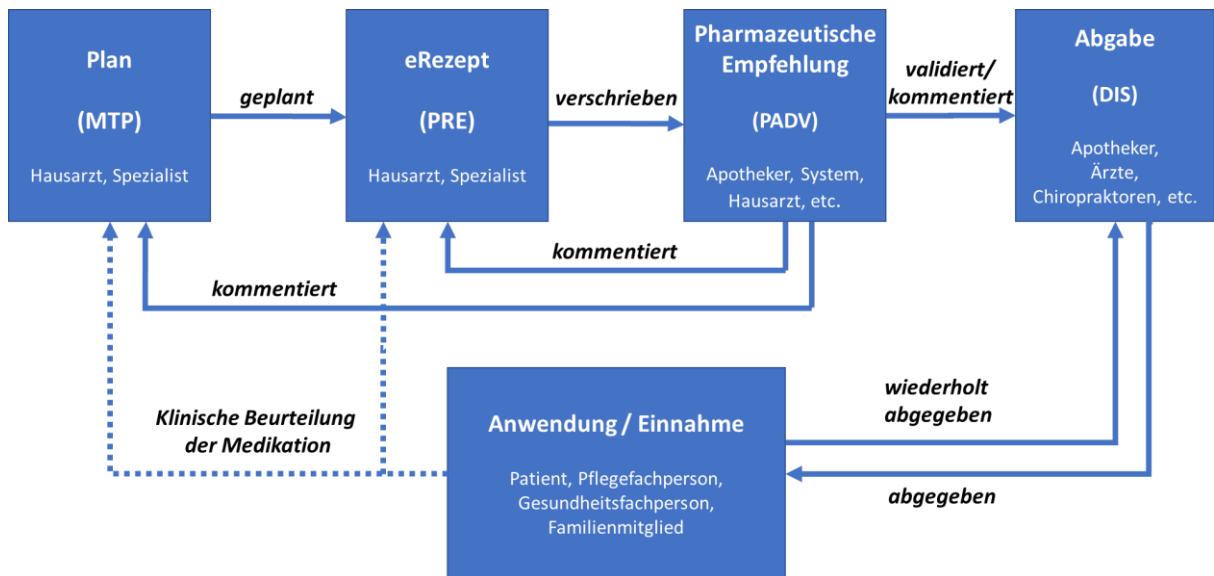 Plan
(MTP)
Hausarzt, Spezialist
geplant
eRezept
(PRE)
Hausarzt, Spezialist
verschrieben
Pharmazeutische
Empfehlung
(PADV)
Apotheker, System,
Hausarzt, etc.
validiert/
kommentiert
Abgabe
(DIS)
Apotheker,
Ärzte,
Chiropraktoren, etc.
kommentiert
kommentiert
Klinische Beurteilung
der Medikation
Anwendung / Einnahme
Patient, Pflegefachperson,
Gesundheitsfachperson,
Familienmitglied
wiederholt
abgegeben
abgegeben